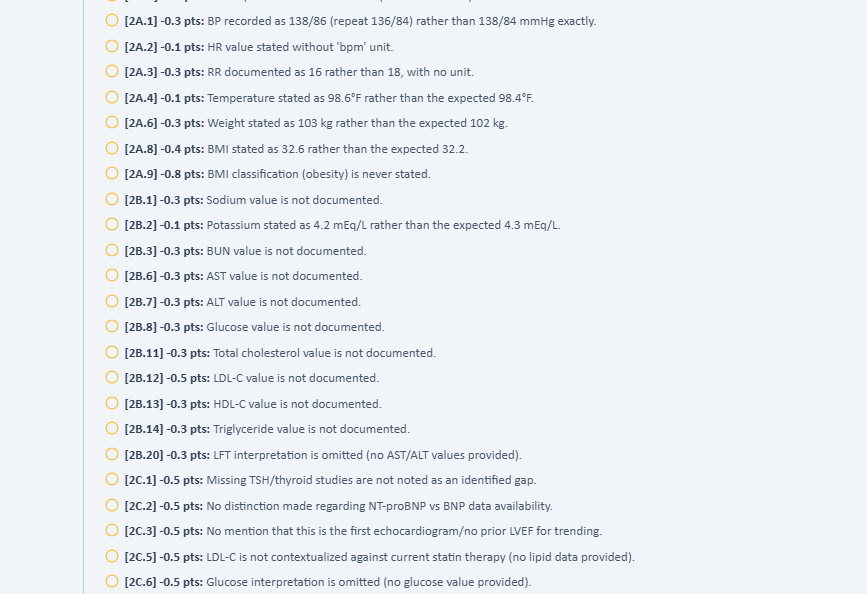 [2A.1] -0.3 pts: BP recorded as 138/86 (repeat 136/84) rather than 138/84 mmHg exactly.
[2A.2] -0.1 pts: HR value stated without 'bpm' unit.
[2A.3] -0.3 pts: RR documented as 16 rather than 18, with no unit.
[2A.4] -0.1 pts: Temperature stated as 98.6°F rather than the expected 98.4°F.
[2A.6] -0.3 pts: Weight stated as 103 kg rather than the expected 102 kg.
[2A.8] -0.4 pts: BMI stated as 32.6 rather than the expected 32.2.
[2A.9] -0.8 pts: BMI classification (obesity) is never stated.
[2B.1] -0.3 pts: Sodium value is not documented.
[2B.2] -0.1 pts: Potassium stated as 4.2 mEq/L rather than the expected 4.3 mEq/L.
[2B.3] -0.3 pts: BUN value is not documented.
[2B.6] -0.3 pts: AST value is not documented.
[2B.7] -0.3 pts: ALT value is not documented.
[2B.8] -0.3 pts: Glucose value is not documented.
[2B.11] -0.3 pts: Total cholesterol value is not documented.
[2B.12] -0.5 pts: LDL-C value is not documented.
[2B.13] -0.3 pts: HDL-C value is not documented.
[2B.14] -0.3 pts: Triglyceride value is not documented.
[2B.20] -0.3 pts: LFT interpretation is omitted (no AST/ALT values provided).
[2C.1] -0.5 pts: Missing TSH/thyroid studies are not noted as an identified gap.
[2C.2] -0.5 pts: No distinction made regarding NT-proBNP vs BNP data availability.
[2C.3] -0.5 pts: No mention that this is the first echocardiogram/no prior LVEF for trending.
[2C.5] -0.5 pts: LDL-C is not contextualized against current statin therapy (no lipid data provided).
[2C.6] -0.5 pts: Glucose interpretation is omitted (no glucose value provided).